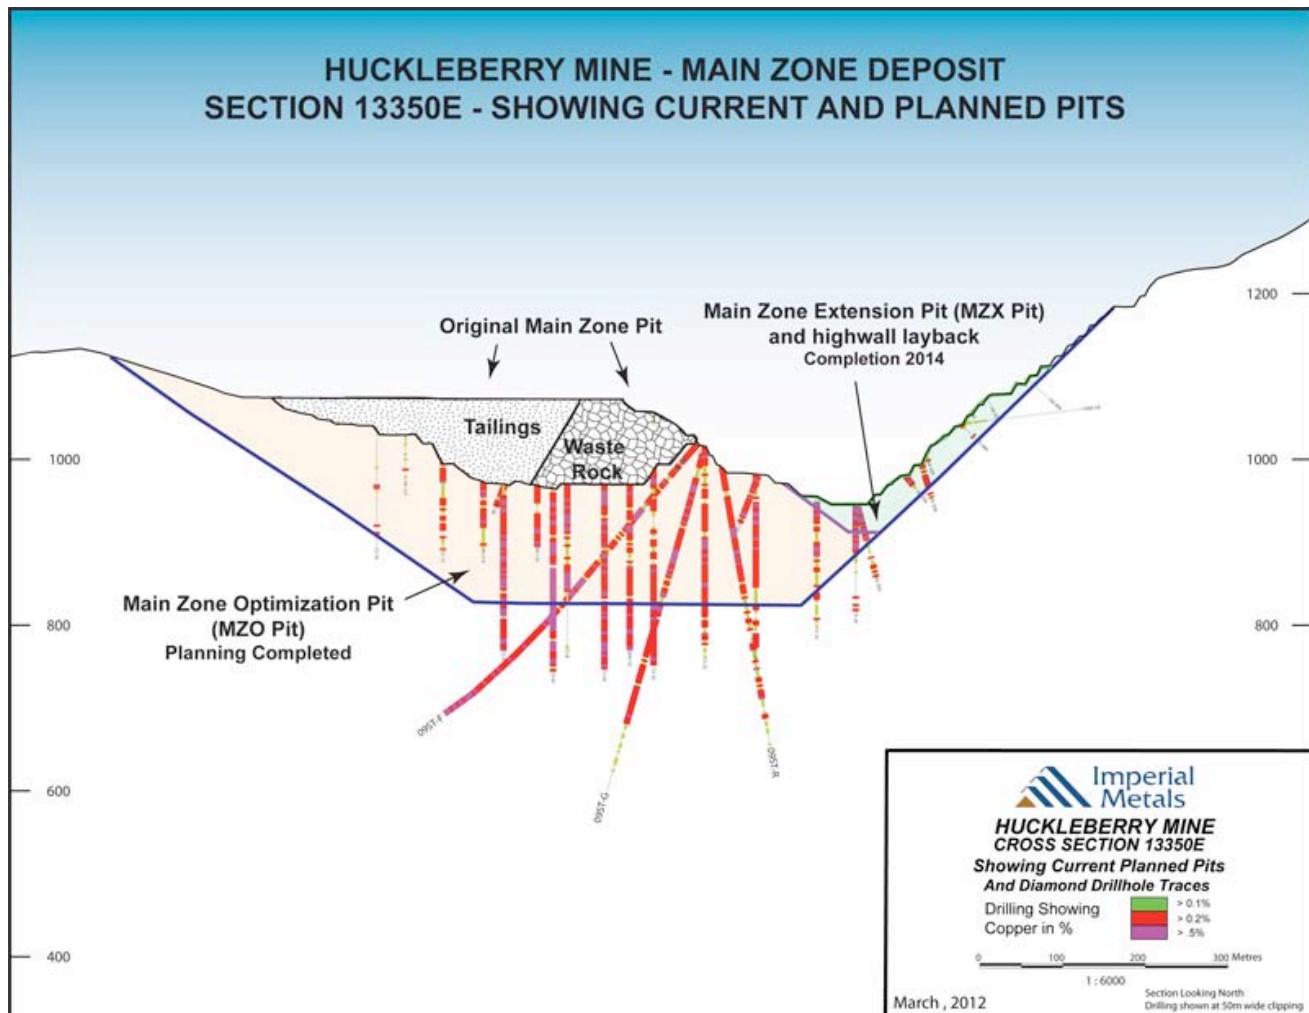 HUCKLEBERRY MINE - MAIN ZONE DEPOSIT
SECTION 13350E - SHOWING CURRENT AND PLANNED PITS
1200
1200
Original Main Zone Pit
Main Zone Extension Pit (MZX Pit)
and highwall layback
Completion 2014
Tailings
Waste
Rock
1000
1000
Main Zone Optimization Pit
(MZO Pit)
Planning Completed
800
800
09ST-F
09ST-G
09ST-R
600
400
Imperial
Metals
HUCKLEBERRY MINE
CROSS SECTION 13350E
Showing Current Planned Pits
And Diamond Drillhole Traces
Drilling Showing
Copper in %
> 0.1%
> 0.2%
> .5%
0 100 200 300 Metres
1 : 6000
March , 2012
Section Looking North
Drilling shown at 50m wide clipping